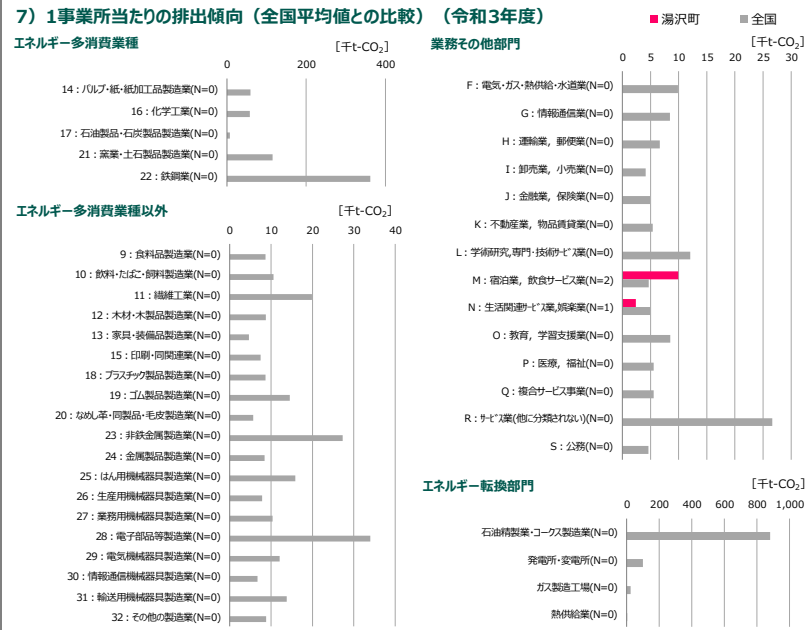 7）1事業所当たりの排出傾向（全国平均値との比較）（令和3年度）
湯沢町 全国
エネルギー多消費業種
[千t-CO₂]
0 200 400
14：パルプ・紙・紙加工品製造業(N=0)
16：化学工業(N=0)
17：石油製品・石炭製品製造業(N=0)
21：窯業・土石製品製造業(N=0)
22：鉄鋼業(N=0)
エネルギー多消費業種以外
[千t-CO₂]
0 10 20 30 40
9：食料品製造業(N=0)
10：飲料・たばこ・飼料製造業(N=0)
11：繊維工業(N=0)
12：木材・木製品製造業(N=0)
13：家具・装備品製造業(N=0)
15：印刷・同関連業(N=0)
18：プラスチック製品製造業(N=0)
19：ゴム製品製造業(N=0)
20：なめし革・同製品・毛皮製造業(N=0)
23：非鉄金属製造業(N=0)
24：金属製品製造業(N=0)
25：はん用機械器具製造業(N=0)
26：生産用機械器具製造業(N=0)
27：業務用機械器具製造業(N=0)
28：電子部品等製造業(N=0)
29：電気機械器具製造業(N=0)
30：情報通信機械器具製造業(N=0)
31：輸送用機械器具製造業(N=0)
32：その他の製造業(N=0)
業務その他部門
[千t-CO₂]
0 5 10 15 20 25 30
F：電気・ガス・熱供給・水道業(N=0)
G：情報通信業(N=0)
H：運輸業，郵便業(N=0)
I：卸売業，小売業(N=0)
J：金融業，保険業(N=0)
K：不動産業，物品賃貸業(N=0)
L：学術研究,専門・技術サービス業(N=0)
M：宿泊業，飲食サービス業(N=2)
N：生活関連サービス業,娯楽業(N=1)
O：教育，学習支援業(N=0)
P：医療，福祉(N=0)
Q：複合サービス事業(N=0)
R：サービス業(他に分類されない)(N=0)
S：公務(N=0)
エネルギー転換部門
[千t-CO₂]
0 200 400 600 800 1,000
石油精製業・コークス製造業(N=0)
発電所・変電所(N=0)
ガス製造工場(N=0)
熱供給業(N=0)